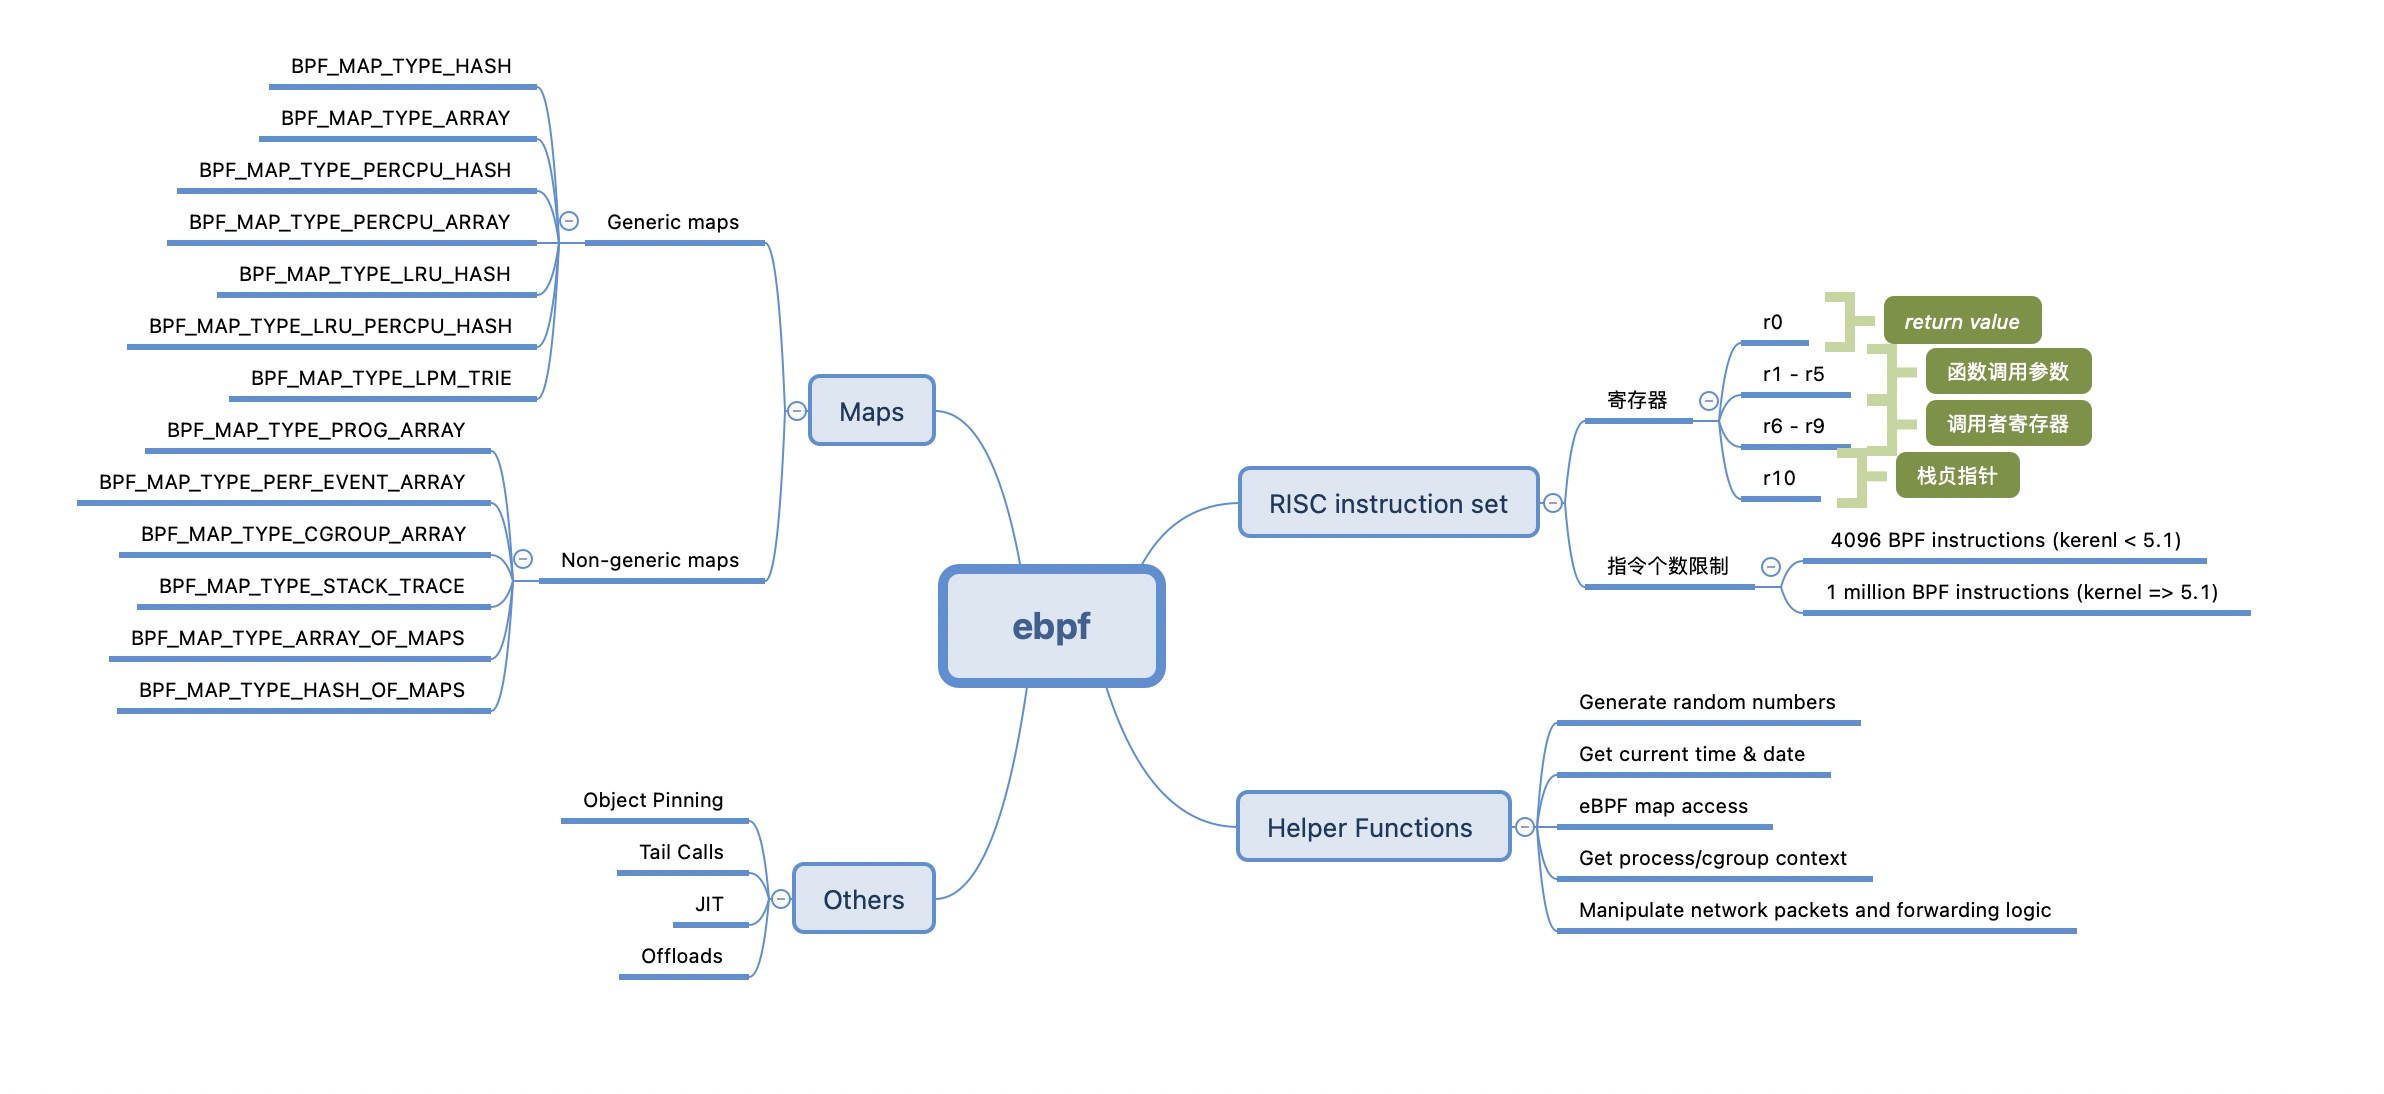 ebpf
Maps
Generic maps
BPF_MAP_TYPE_HASH
BPF_MAP_TYPE_ARRAY
BPF_MAP_TYPE_PERCPU_HASH
BPF_MAP_TYPE_PERCPU_ARRAY
BPF_MAP_TYPE_LRU_HASH
BPF_MAP_TYPE_LRU_PERCPU_HASH
BPF_MAP_TYPE_LPM_TRIE
Non-generic maps
BPF_MAP_TYPE_PROG_ARRAY
BPF_MAP_TYPE_PERF_EVENT_ARRAY
BPF_MAP_TYPE_CGROUP_ARRAY
BPF_MAP_TYPE_STACK_TRACE
BPF_MAP_TYPE_ARRAY_OF_MAPS
BPF_MAP_TYPE_HASH_OF_MAPS
Others
Object Pinning
Tail Calls
JIT
Offloads
RISC instruction set
寄存器
r0
return value
r1 - r5
函数调用参数
r6 - r9
调用者寄存器
r10
栈贞指针
指令个数限制
4096 BPF instructions (kerenl < 5.1)
1 million BPF instructions (kernel => 5.1)
Helper Functions
Generate random numbers
Get current time & date
eBPF map access
Get process/cgroup context
Manipulate network packets and forwarding logic